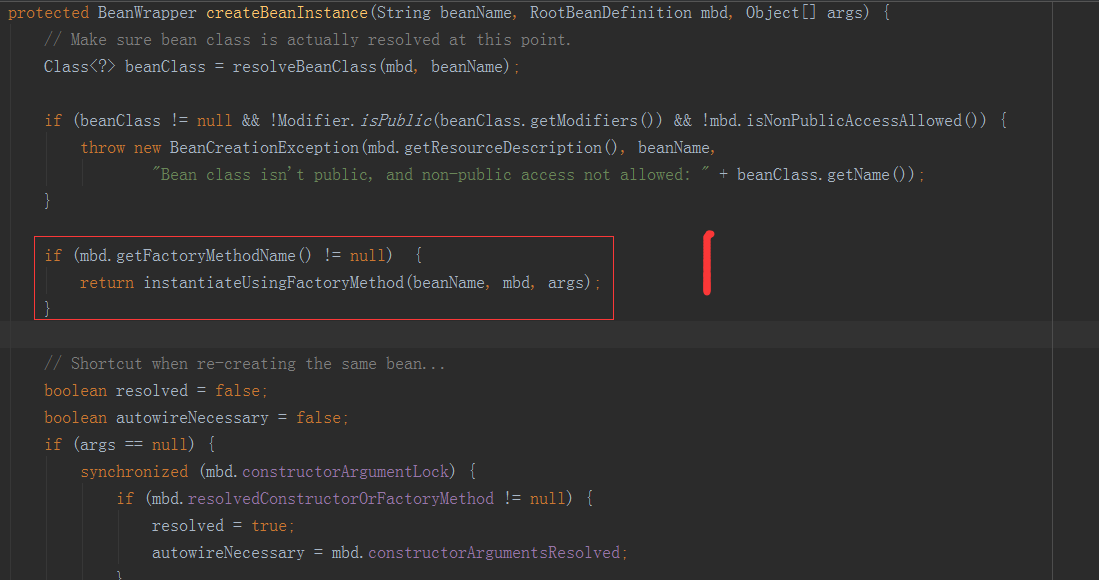 protected BeanWrapper createBeanInstance(String beanName, RootBeanDefinition mbd, Object[] args) {
// Make sure bean class is actually resolved at this point.
Class<?> beanClass = resolveBeanClass(mbd, beanName);
if (beanClass != null && !Modifier.isPublic(beanClass.getModifiers()) && !mbd.isNonPublicAccessAllowed()) {
throw new BeanCreationException(mbd.getResourceDescription(), beanName,
"Bean class isn't public, and non-public access not allowed: " + beanClass.getName());
}
if (mbd.getFactoryMethodName() != null)  {
return instantiateUsingFactoryMethod(beanName, mbd, args);
}
// Shortcut when re-creating the same bean...
boolean resolved = false;
boolean autowireNecessary = false;
if (args == null) {
synchronized (mbd.constructorArgumentLock) {
if (mbd.resolvedConstructorOrFactoryMethod != null) {
resolved = true;
autowireNecessary = mbd.constructorArgumentsResolved;
}